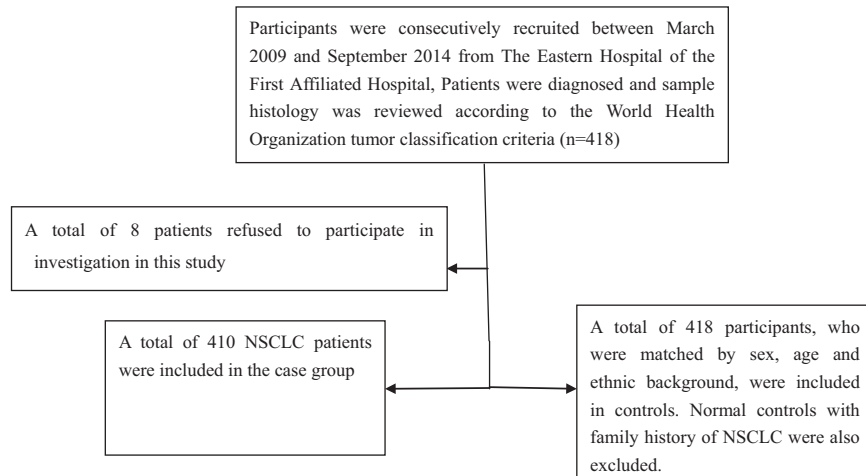 Participants were consecutively recruited between March
2009 and September 2014 from The Eastern Hospital of the
First Affiliated Hospital, Patients were diagnosed and sample
histology was reviewed according to the World Health
Organization tumor classification criteria (n=418)
A total of 8 patients refused to participate in
investigation in this study
A total of 410 NSCLC patients
were included in the case group
A total of 418 participants, who
were matched by sex, age and
ethnic background, were included
in controls. Normal controls with
family history of NSCLC were also
excluded.